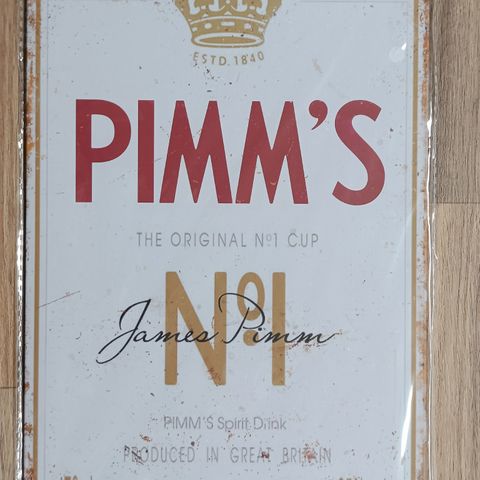 ESTD.1840
PIMM'S
THE ORIGINAL Nº1 CUP
Nº1
James Pimm
PIMM'S Spirit Drink
PRODUCED IN GREAT BRITAIN